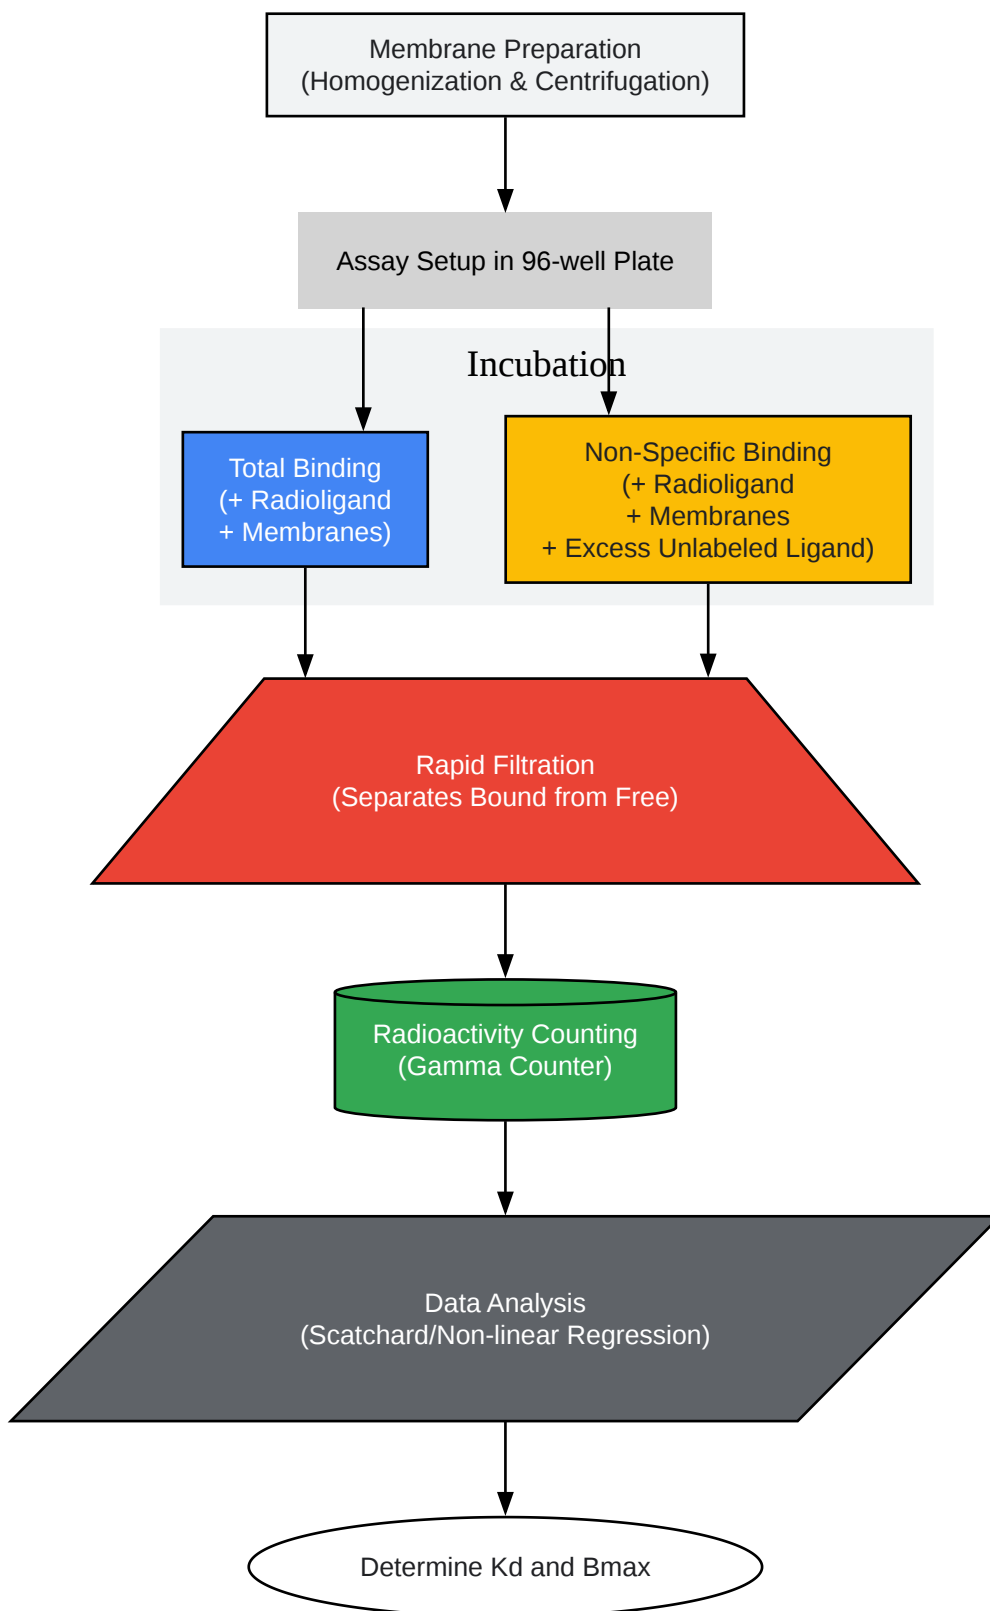 Membrane Preparation
(Homogenization & Centrifugation)
Assay Setup in 96-well Plate
Incubation
Total Binding
(+ Radioligand
+ Membranes)
Non-Specific Binding
(+ Radioligand
+ Membranes
+ Excess Unlabeled Ligand)
Rapid Filtration
(Separates Bound from Free)
Radioactivity Counting
(Gamma Counter)
Data Analysis
(Scatchard/Non-linear Regression)
Determine Kd and Bmax